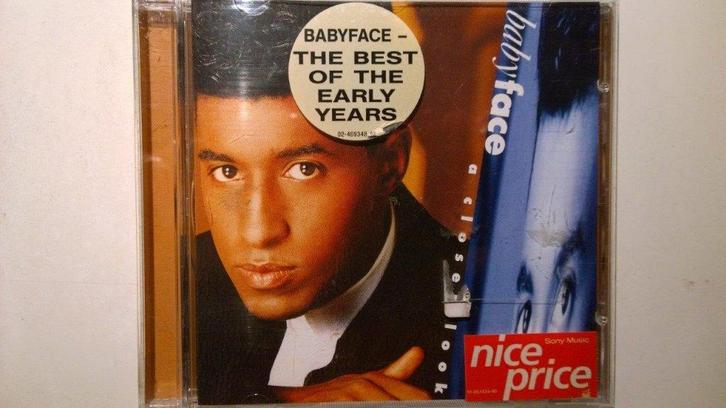 BABYFACE –
THE BEST
OF THE
EARLY
YEARS
babyface
a closer look
Sony Music
nice
price